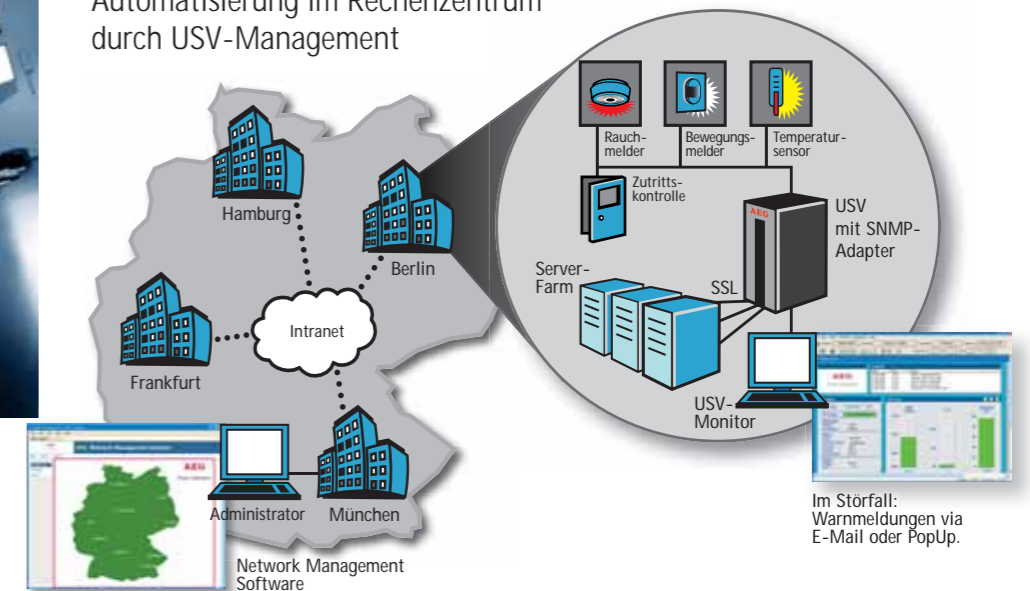 Automatisierung im Rechenzentrum
durch USV-Management
Hamburg
Berlin
Intranet
Frankfurt
Administrator
München
Network Management
Software
AEG
Rauch-
melder
Bewegungs-
melder
Temperatur-
sensor
Zutritts-
kontrolle
AEG
USV
mit SNMP-
Adapter
Server-
Farm
SSL
USV-
Monitor
AEG
Im Störfall:
Warnmeldungen via
E-Mail oder PopUp.